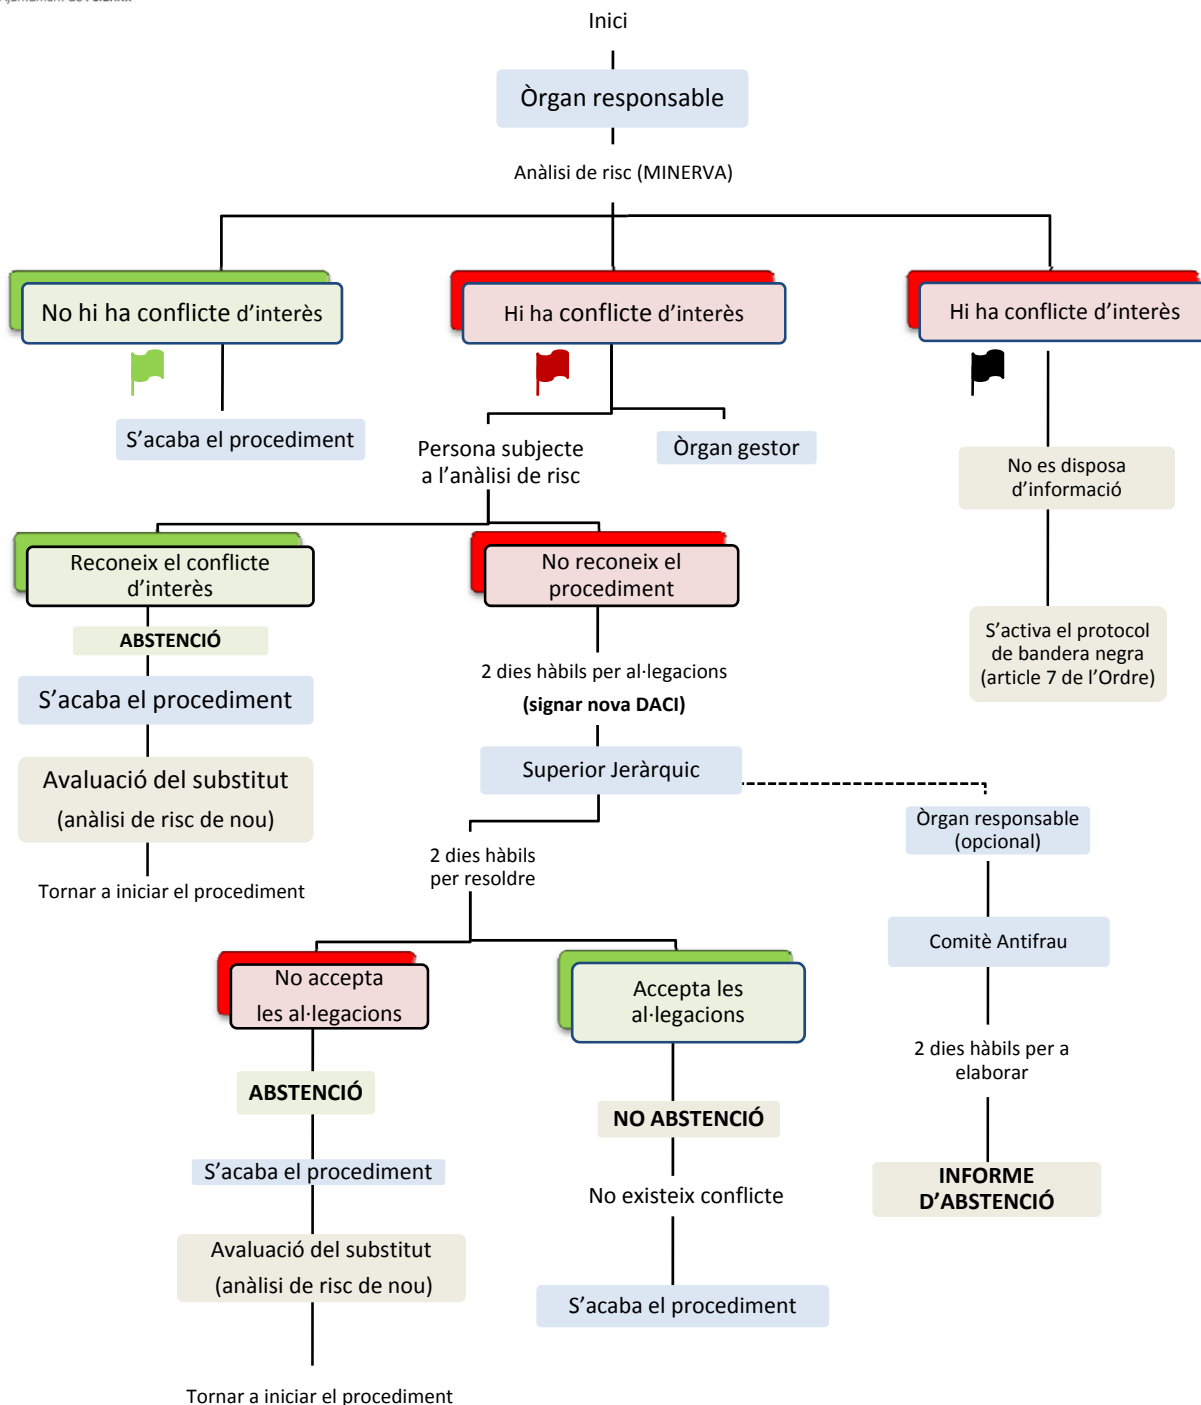 Ajuntament de
Inici
Òrgan responsable
Anàlisi de risc (MINERVA)
No hi ha conflicte d'interès
Hi ha conflicte d'interès
Hi ha conflicte d'interès
S'acaba el procediment
Persona subjecte
a l'anàlisi de risc
Òrgan gestor
No es disposa
d'informació
Reconeix el conflicte
d'interès
No reconeix el
procediment
ABSTENCIÓ
S'activa el protocol
de bandera negra
(article 7 de l'Ordre)
2 dies hàbils per al·legacions
(signar nova DACI)
S'acaba el procediment
Superior Jeràrquic
Avaluació del substitut
(anàlisi de risc de nou)
Òrgan responsable
(opcional)
2 dies hàbils
per resoldre
Tornar a iniciar el procediment
Comitè Antifrau
No accepta
les al·legacions
Accepta les
al·legacions
2 dies hàbils per a
elaborar
ABSTENCIÓ
NO ABSTENCIÓ
S'acaba el procediment
No existeix conflicte
INFORME
D'ABSTENCIÓ
Avaluació del substitut
(anàlisi de risc de nou)
S'acaba el procediment
Tornar a iniciar el procediment